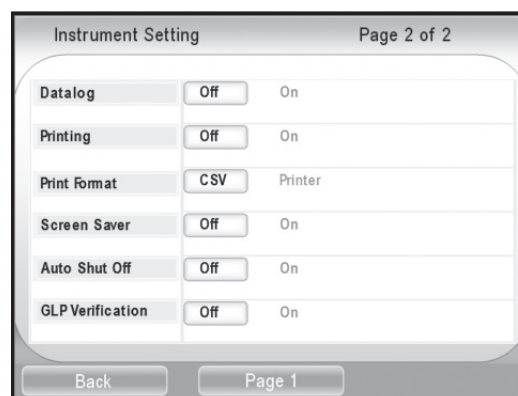 Instrument Setting Page 2 of 2
Datalog Off On
Printing Off On
Print Format CSV Printer
Screen Saver Off On
Auto Shut Off Off On
GLP Verification Off On
Back Page 1